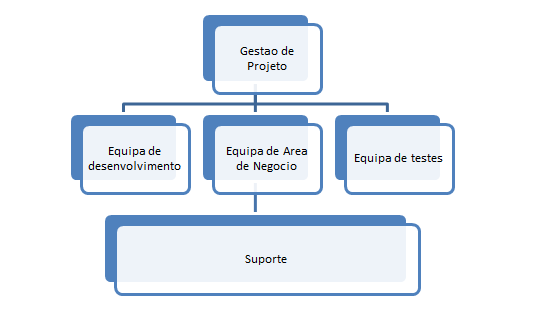 Gestao de
Projeto
Equipa de
desenvolvimento
Equipa de Area
de Negocio
Equipa de testes
Suporte